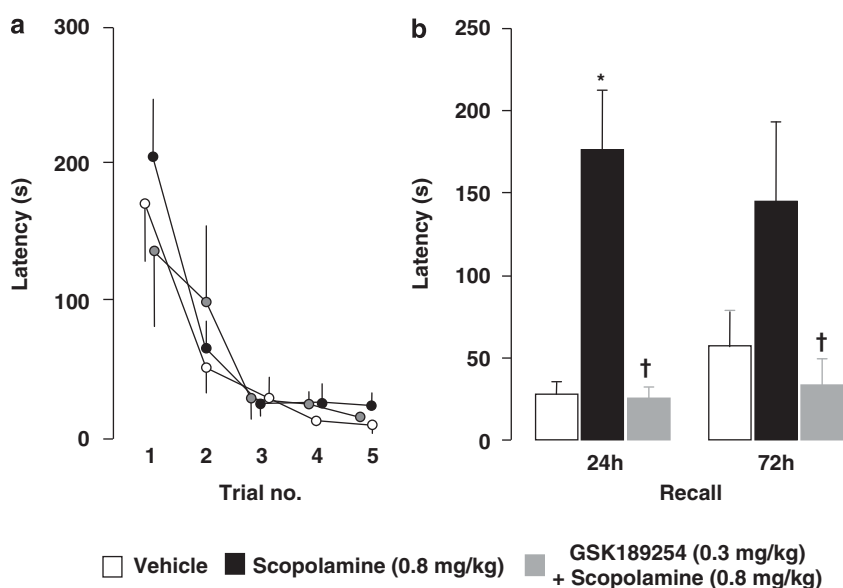 a
300
200
100
0
Latency (s)
1 2 3 4 5
Trial no.
b
250
200
150
100
50
0
Latency (s)
*
†
†
24h 72h
Recall
Vehicle
Scopolamine (0.8 mg/kg)
GSK189254 (0.3 mg/kg)
+ Scopolamine (0.8 mg/kg)